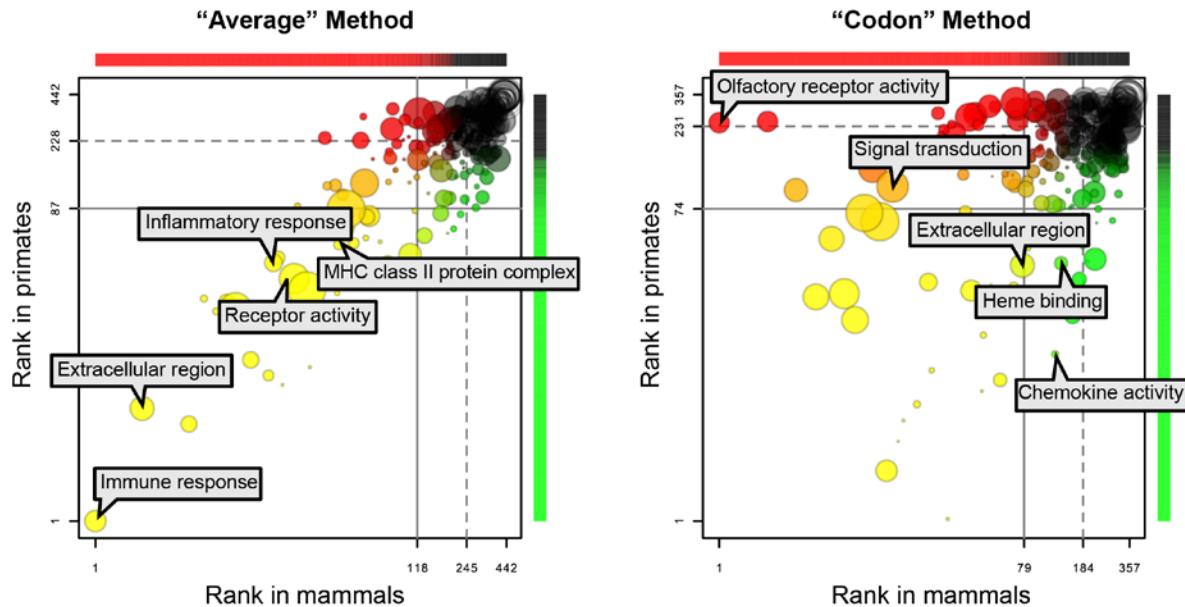 “Average” Method
442
228
87
1
Rank in primates
Inflammatory response
MHC class II protein complex
Receptor activity
Extracellular region
Immune response
1
118
245
442
Rank in mammals
“Codon” Method
357
231
74
1
Rank in primates
Olfactory receptor activity
Signal transduction
Extracellular region
Heme binding
Chemokine activity
1
79
184
357
Rank in mammals